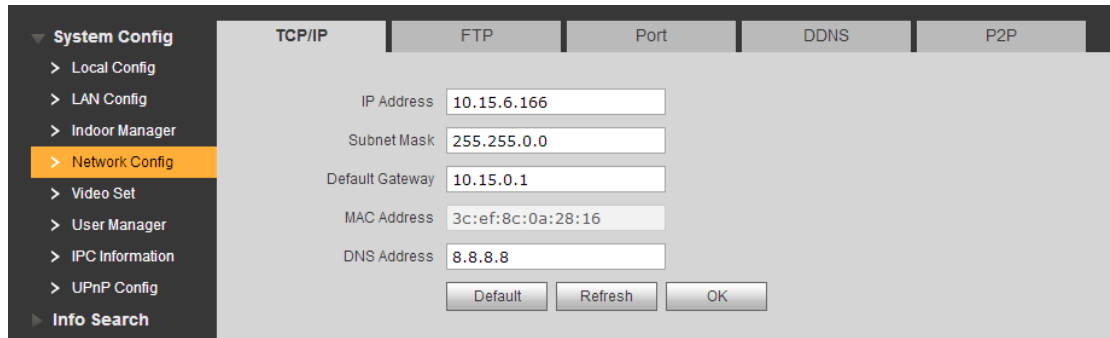 System Config
Local Config
LAN Config
Indoor Manager
Network Config
Video Set
User Manager
IPC Information
UPnP Config
Info Search
TCP/IP FTP Port DDNS P2P
IP Address 10.15.6.166
Subnet Mask 255.255.0.0
Default Gateway 10.15.0.1
MAC Address 3c:ef:8c:0a:28:16
DNS Address 8.8.8.8
Default Refresh OK